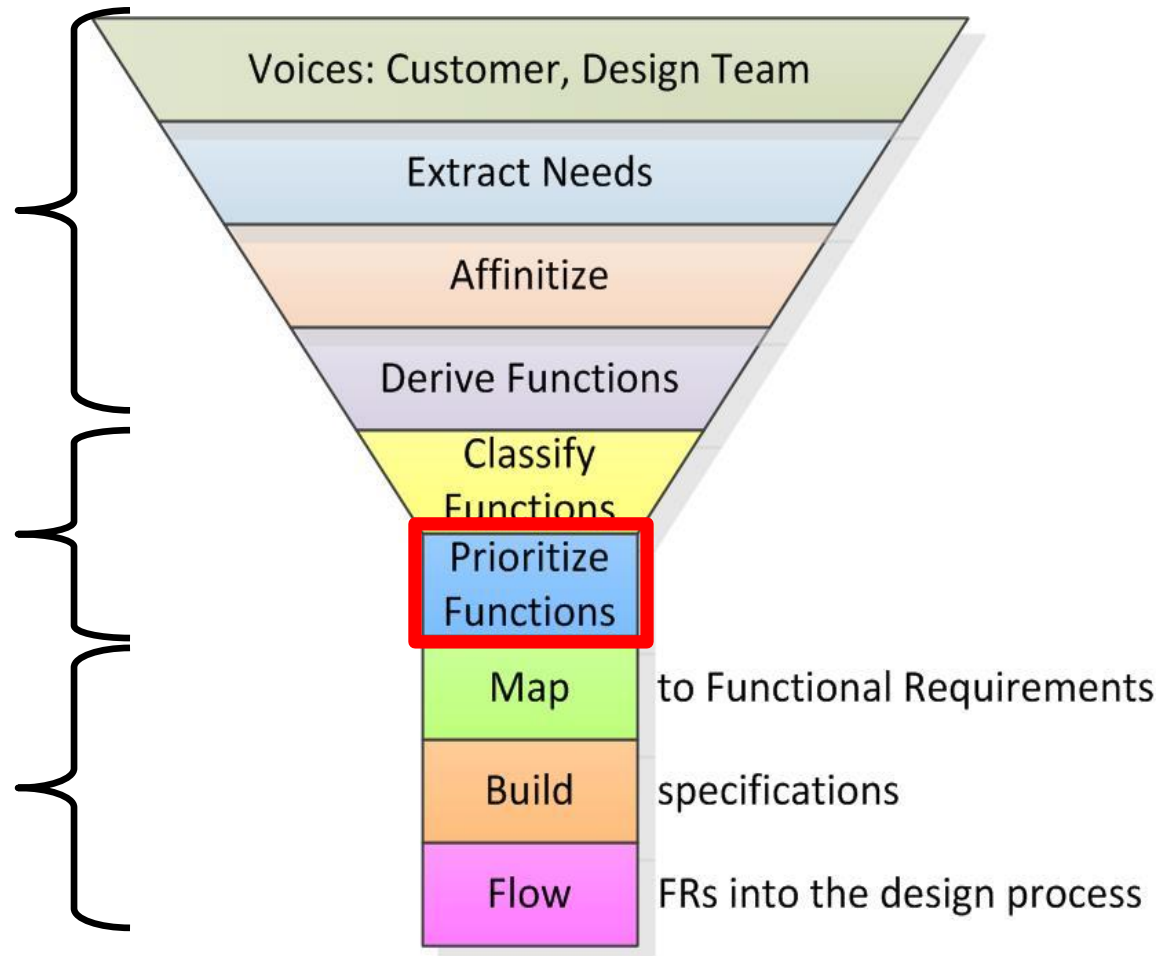 Voices: Customer, Design Team
Extract Needs
Affinitize
Derive Functions
Classify
Functions
Prioritize
Functions
Map to Functional Requirements
Build specifications
Flow FRs into the design process